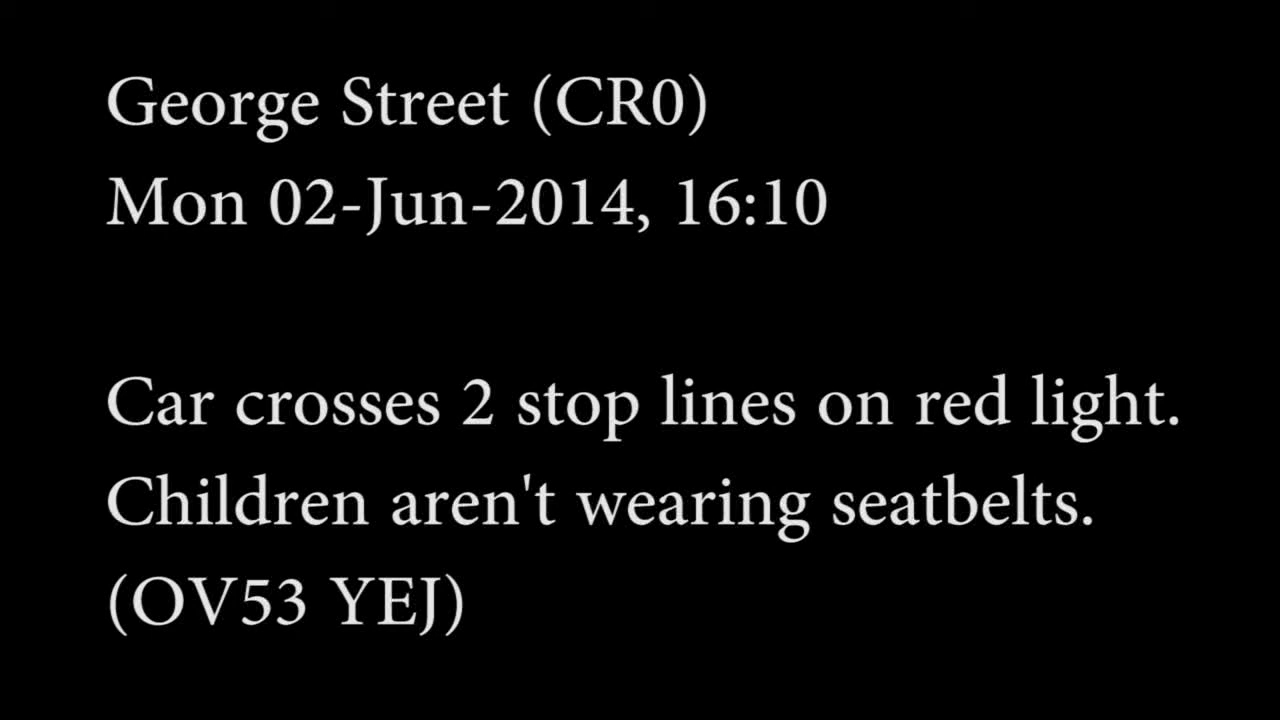 George Street (CR0)
Mon 02-Jun-2014, 16:10
Car crosses 2 stop lines on red light.
Children aren't wearing seatbelts.
(OV53 YEJ)